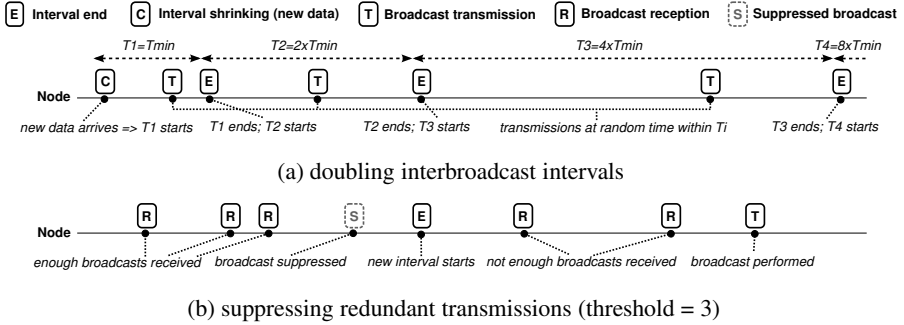 E Interval end C Interval shrinking (new data) T Broadcast transmission R Broadcast reception S Suppressed broadcast
T1=Tmin T2=2xTmin T3=4xTmin T4=8xTmin
C T E T E T E
Node
new data arrives => T1 starts T1 ends; T2 starts T2 ends; T3 starts transmissions at random time within Ti T3 ends; T4 starts
(a) doubling interbroadcast intervals
R R R S E R R T
Node
enough broadcasts received broadcast suppressed new interval starts not enough broadcasts received broadcast performed
(b) suppressing redundant transmissions (threshold = 3)